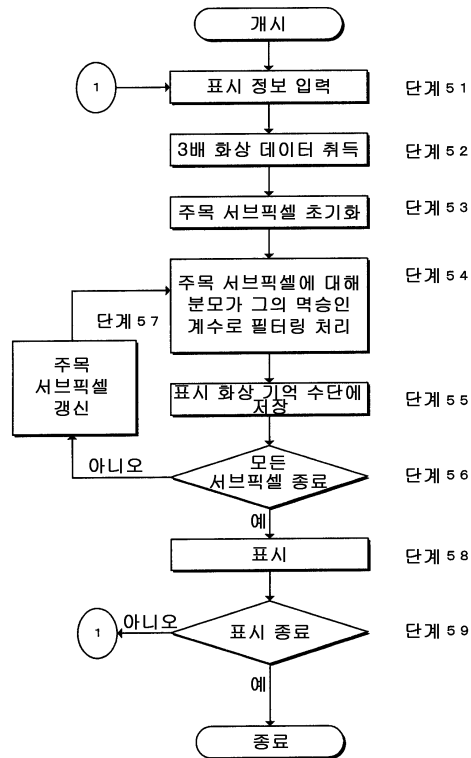 개시
1
표시 정보 입력
단계 51
3배 화상 데이터 취득
단계 52
주목 서브픽셀 초기화
단계 53
주목 서브픽셀에 대해
분모가 그의 멱승인
계수로 필터링 처리
단계 54
단계 57
주목
서브픽셀
갱신
표시 화상 기억 수단에
저장
단계 55
아니오
모든
서브픽셀 종료
단계 56
예
표시
단계 58
1
아니오
표시 종료
단계 59
예
종료